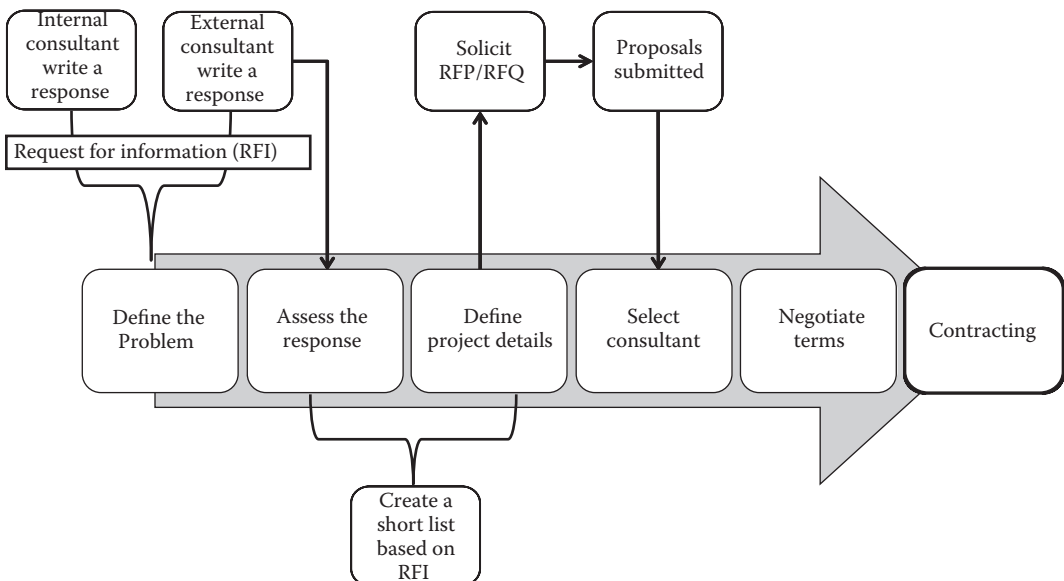 Internal
consultant
write a
response
External
consultant
write a
response
Solicit
RFP/RFQ
Proposals
submitted
Request for information (RFI)
Define the
Problem
Assess the
response
Define
project details
Select
consultant
Negotiate
terms
Contracting
Create a
short list
based on
RFI